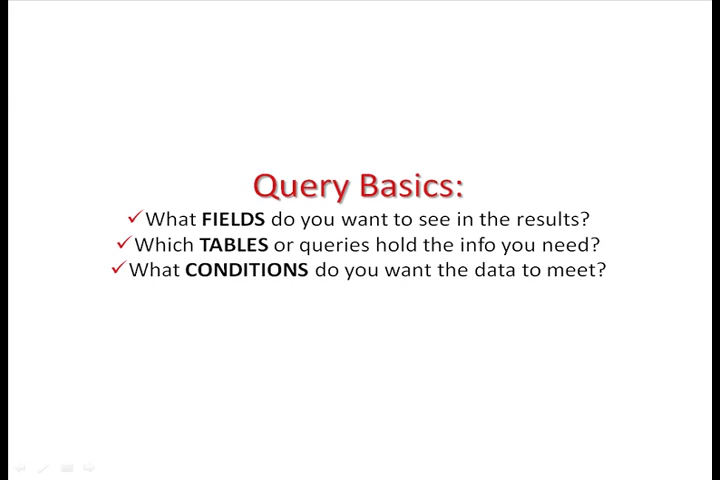 Query Basics:
✓What FIELDS do you want to see in the results?
✓Which TABLES or queries hold the info you need?
✓What CONDITIONS do you want the data to meet?